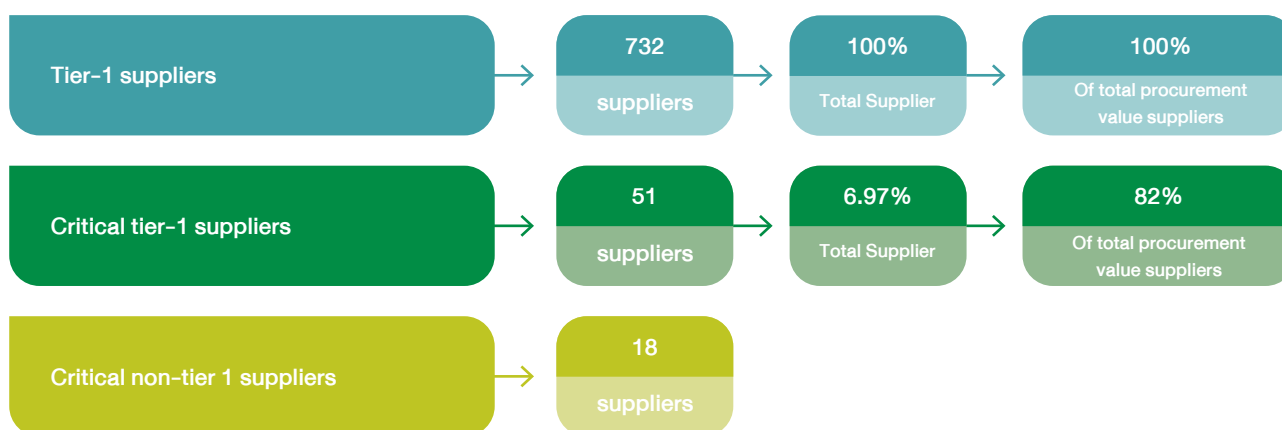 Tier-1 suppliers
732
suppliers
100%
Total Supplier
100%
Of total procurement
value suppliers
Critical tier-1 suppliers
51
suppliers
6.97%
Total Supplier
82%
Of total procurement
value suppliers
Critical non-tier 1 suppliers
18
suppliers